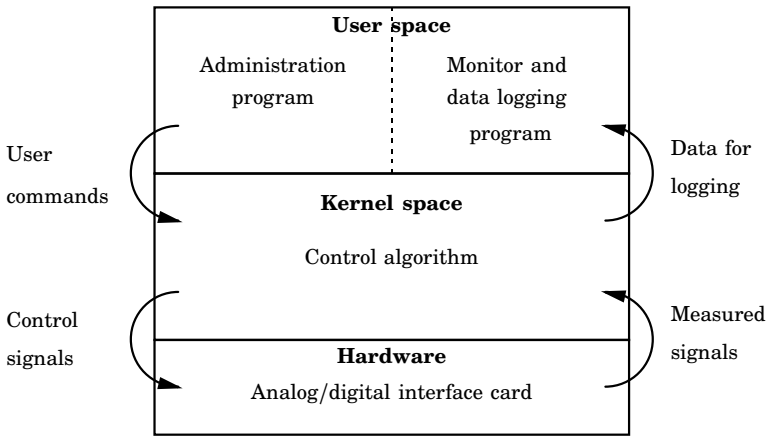 User space
Administration
program
Monitor and
data logging
program
User
commands
Data for
logging
Kernel space
Control algorithm
Control
signals
Measured
signals
Hardware
Analog/digital interface card